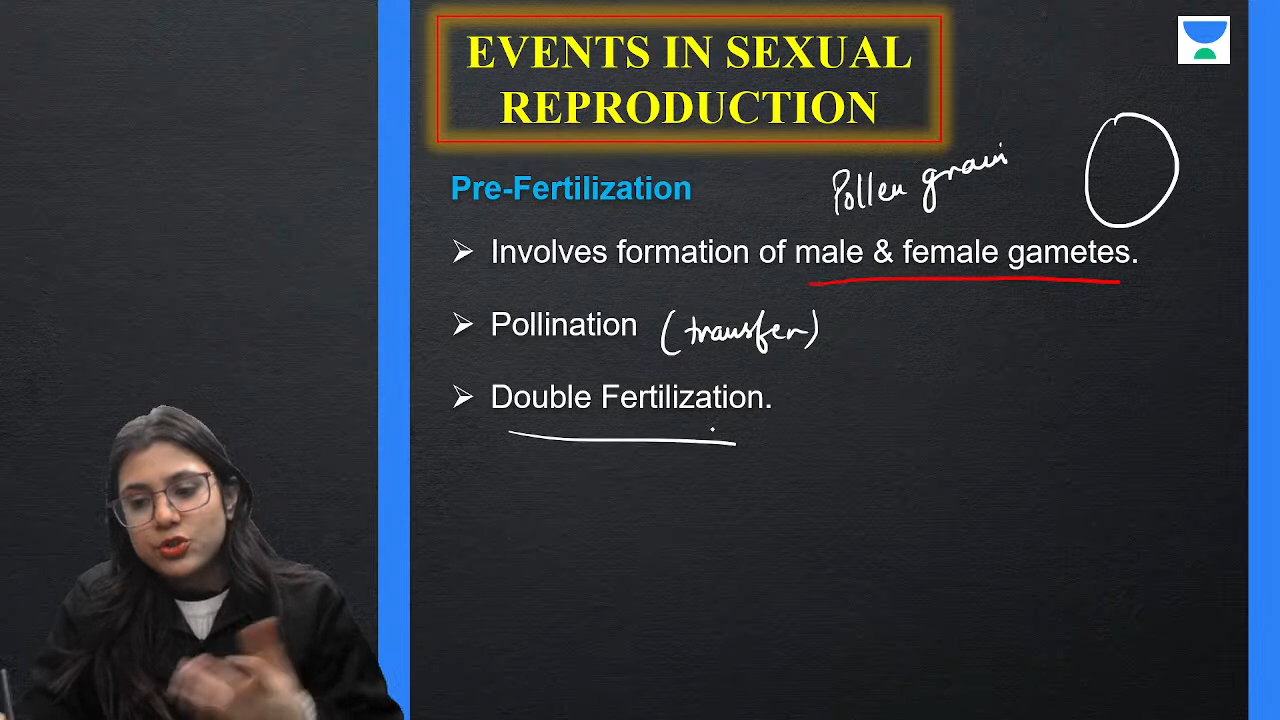 EVENTS IN SEXUAL
REPRODUCTION
Pre-Fertilization
Pollen grain
➢ Involves formation of male & female gametes.
➢ Pollination (transfer)
➢ Double Fertilization.